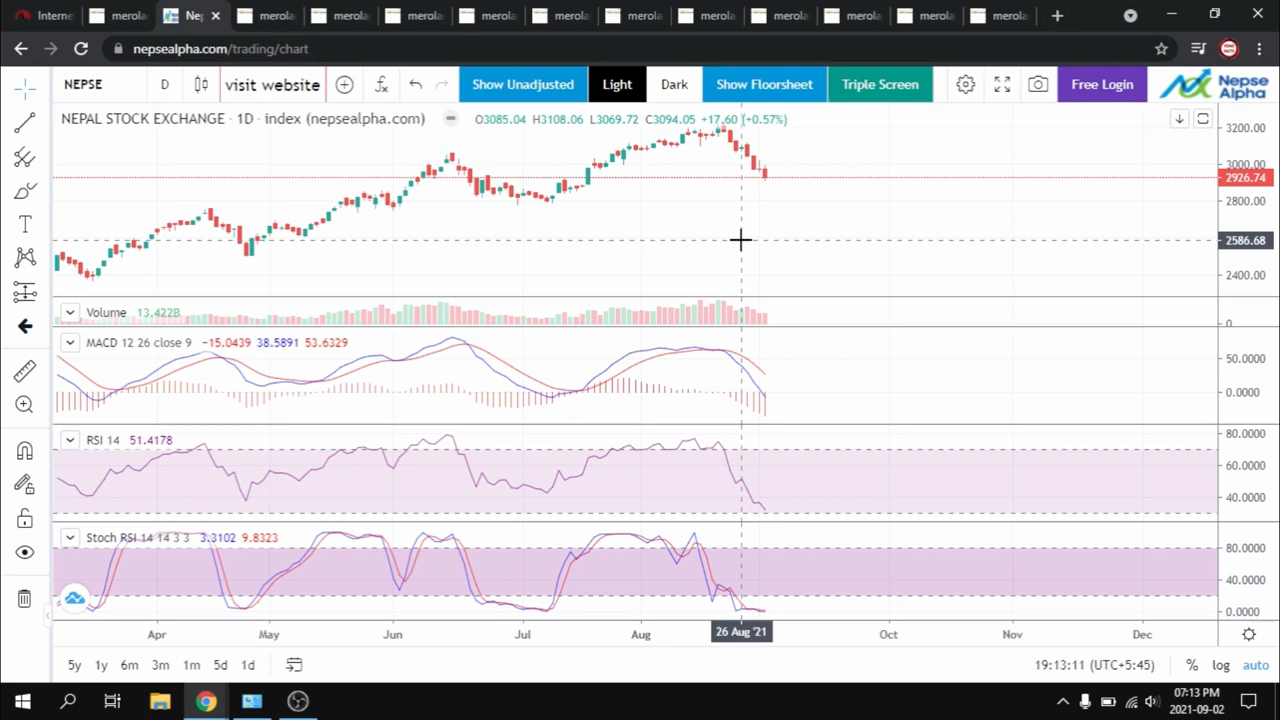 Interne merola Nep merola merola merola merola merola merola merola merola merola merola merola
nepsealpha.com/trading/chart
NEPSE D visit website Show Unadjusted Light Dark Show Floorsheet Triple Screen Free Login Nepse Alpha
NEPAL STOCK EXCHANGE · 1D · index (nepsealpha.com) O3085.04 H3108.06 L3069.72 C3094.05 +17.60 (+0.57%)
3200.00
3000.00
2926.74
2800.00
2586.68
2400.00
Volume 13.422B
0
MACD 12 26 close 9 −15.0439 38.5891 53.6329
50.0000
0.0000
RSI 14 51.4178
80.0000
60.0000
40.0000
Stoch RSI 14 14 3 3 3.3102 9.8323
80.0000
40.0000
0.0000
Apr May Jun Jul Aug 26 Aug '21 Oct Nov Dec
5y 1y 6m 3m 1m 5d 1d 19:13:11 (UTC+5:45) % log auto
07:13 PM
2021-09-02